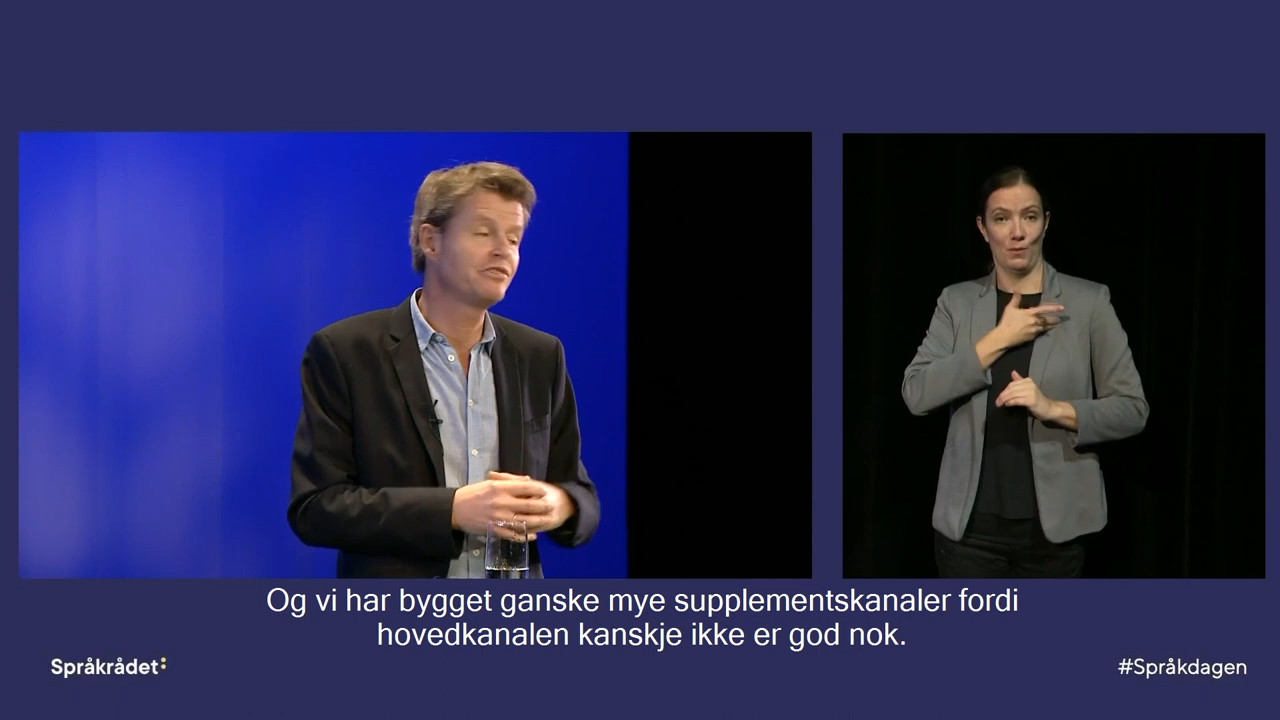 Og vi har bygget ganske mye supplementskanaler fordi
hovedkanalen kanskje ikke er god nok.
Språkrådet:
#Språkdagen